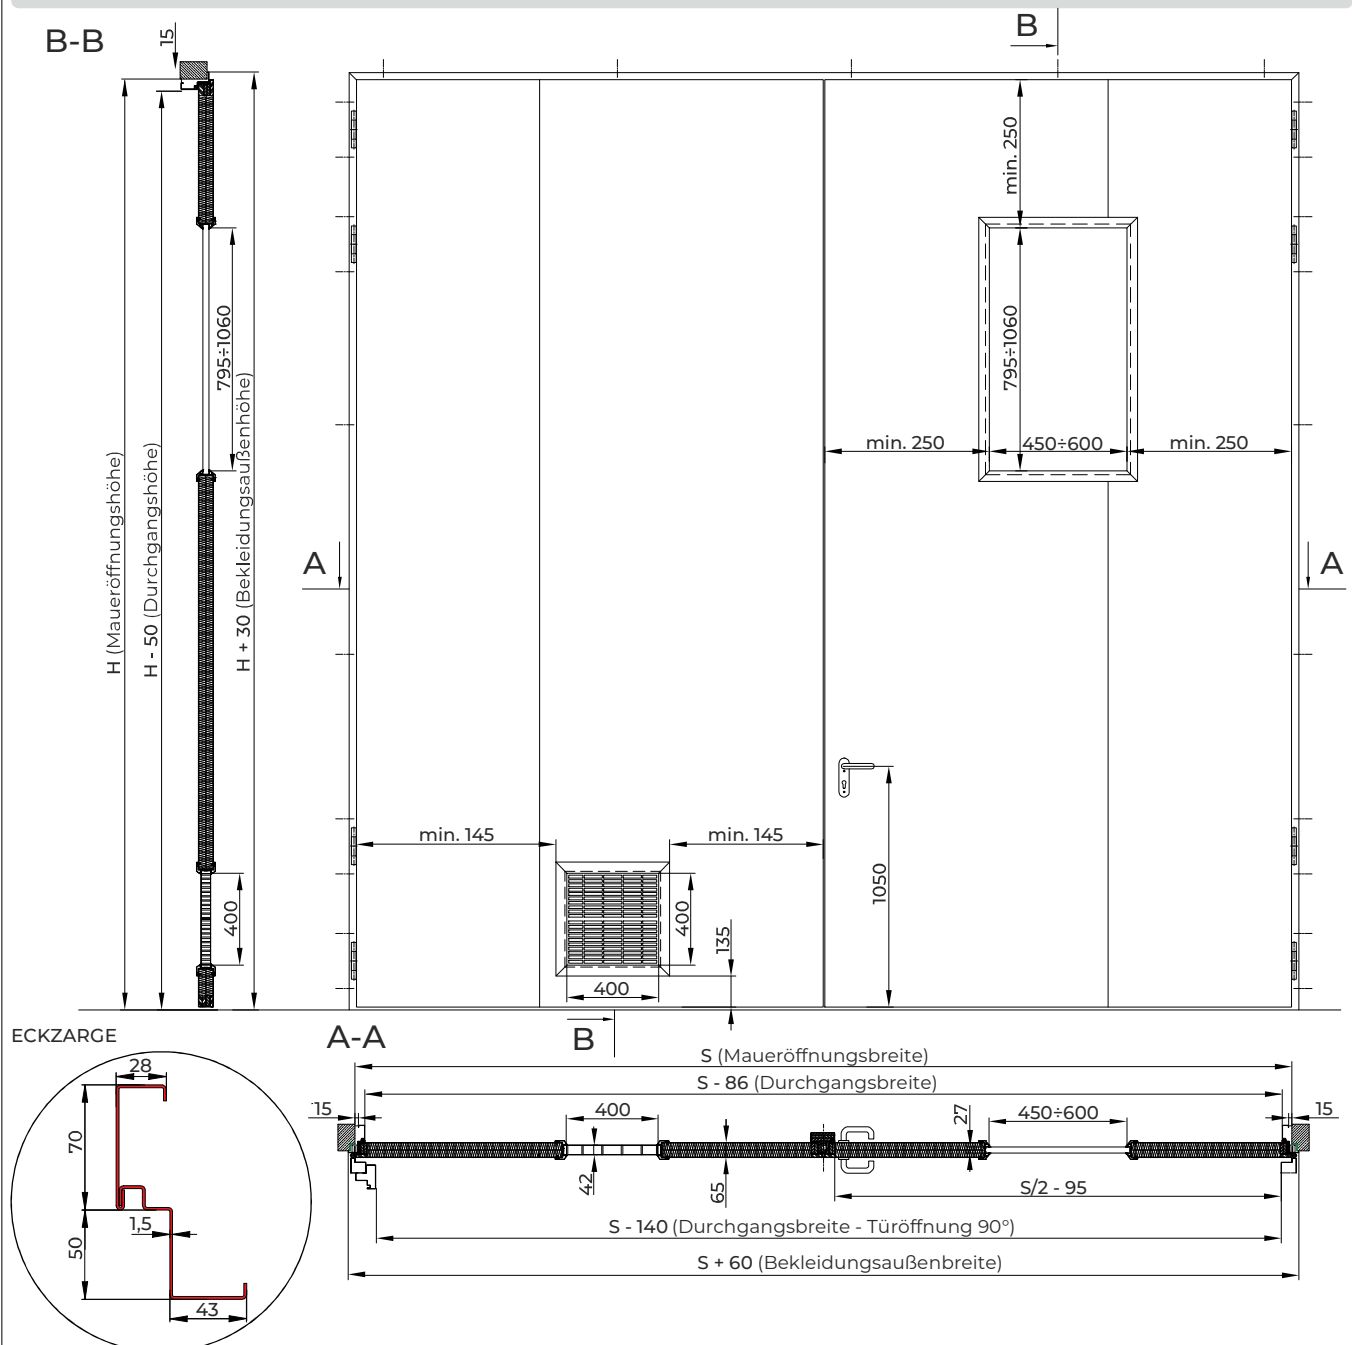 B-B
15
B
min. 250
795÷1060
795÷1060
min. 250
450÷600
min. 250
H (Maueröffnungshöhe)
H - 50 (Durchgangshöhe)
H + 30 (Bekleidungsaußenhöhe)
A
A
min. 145
min. 145
1050
400
400
135
400
ECKZARGE
A-A
B
28
70
1,5
50
43
S (Maueröffnungsbreite)
S - 86 (Durchgangsbreite)
15
400
27
450÷600
15
42
65
S/2 - 95
S - 140 (Durchgangsbreite - Türöffnung 90°)
S + 60 (Bekleidungsaußenbreite)